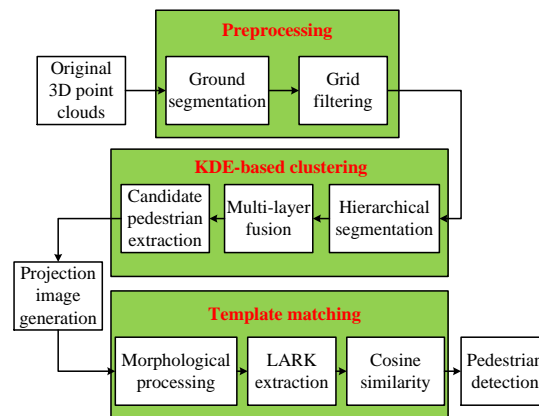 Preprocessing
Original
3D point
clouds
Ground
segmentation
Grid
filtering
KDE-based clustering
Candidate
pedestrian
extraction
Multi-layer
fusion
Hierarchical
segmentation
Projection
image
generation
Template matching
Morphological
processing
LARK
extraction
Cosine
similarity
Pedestrian
detection